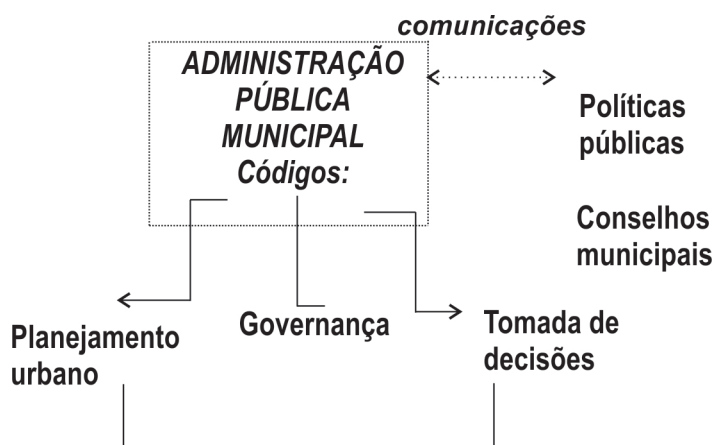 comunicações
ADMINISTRAÇÃO
PÚBLICA
MUNICIPAL
Códigos:
Políticas
públicas
Conselhos
municipais
Planejamento
urbano
Governança
Tomada de
decisões